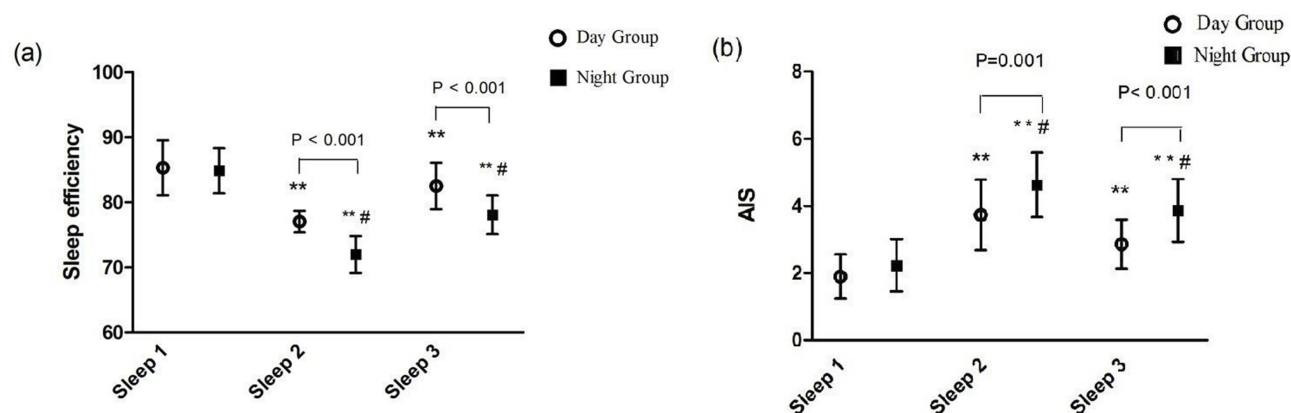 (a)
Day Group
Night Group
100
90
80
70
60
Sleep efficiency
P < 0.001
**
** #
P < 0.001
**
** #
Sleep 1
Sleep 2
Sleep 3
(b)
Day Group
Night Group
8
6
4
2
0
AIS
P=0.001
**
** #
P< 0.001
**
** #
Sleep 1
Sleep 2
Sleep 3